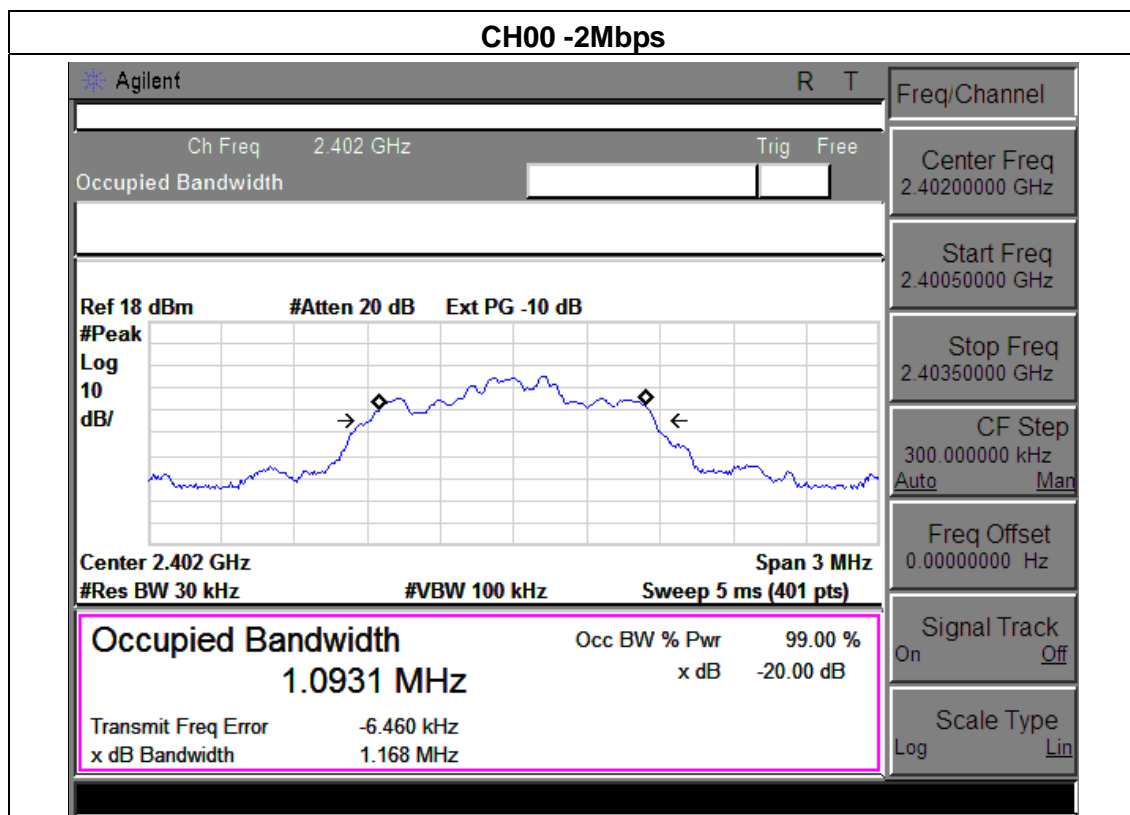 CH00 -2Mbps
Agilent R T
Ch Freq 2.402 GHz Trig Free
Occupied Bandwidth
Ref 18 dBm #Atten 20 dB Ext PG -10 dB
#Peak
Log
10
dB/
Center 2.402 GHz Span 3 MHz
#Res BW 30 kHz #VBW 100 kHz Sweep 5 ms (401 pts)
Occupied Bandwidth
1.0931 MHz
Occ BW % Pwr 99.00 %
x dB -20.00 dB
Transmit Freq Error -6.460 kHz
x dB Bandwidth 1.168 MHz
Freq/Channel
Center Freq
2.40200000 GHz
Start Freq
2.40050000 GHz
Stop Freq
2.40350000 GHz
CF Step
300.000000 kHz
Auto Man
Freq Offset
0.00000000 Hz
Signal Track
On Off
Scale Type
Log Lin